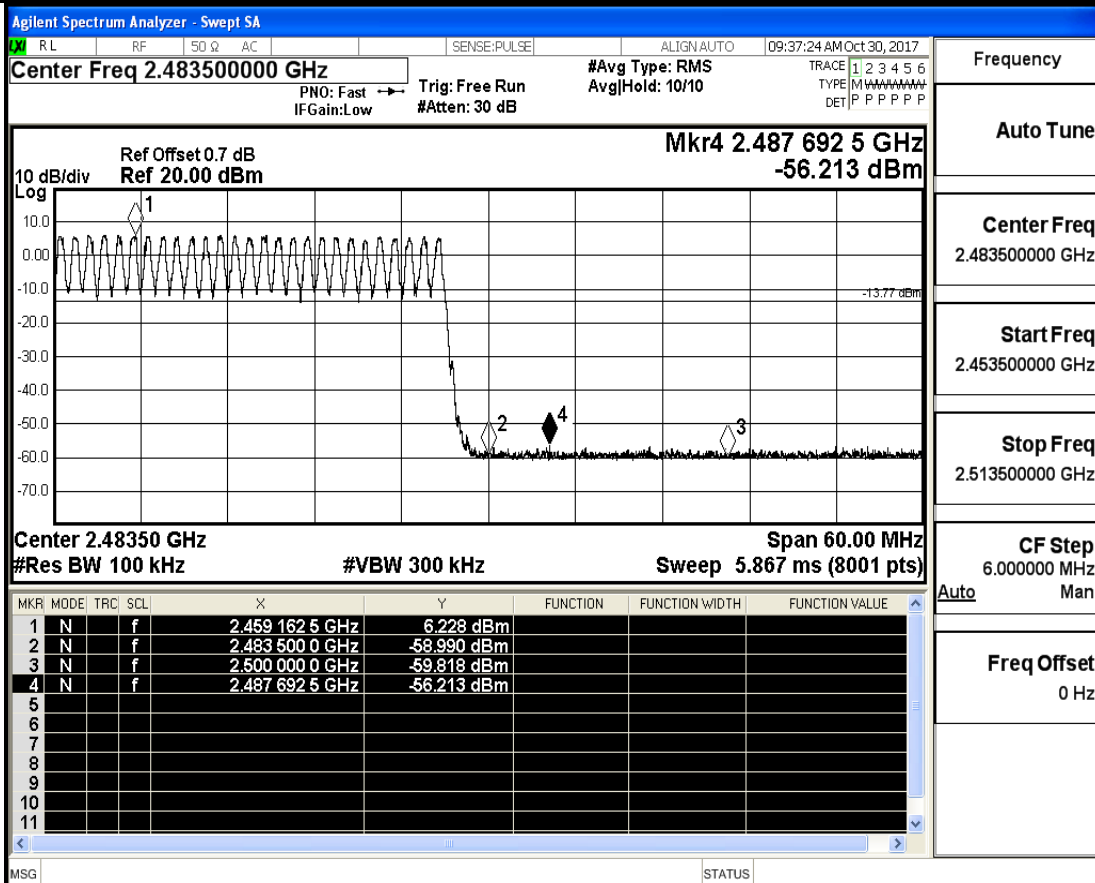 Agilent Spectrum Analyzer - Swept SA
LXI RL RF 50 Ω AC SENSE:PULSE ALIGN AUTO 09:37:24 AM Oct 30, 2017
Center Freq 2.483500000 GHz
PNO: Fast
IFGain:Low
Trig: Free Run
#Atten: 30 dB
#Avg Type: RMS
Avg|Hold: 10/10
TRACE 1 2 3 4 5 6
TYPE M WWWWW
DET P P P P P P
Mkr4 2.487 692 5 GHz
-56.213 dBm
Ref Offset 0.7 dB
10 dB/div Ref 20.00 dBm
Log
10.0
0.00
-10.0
-20.0
-30.0
-40.0
-50.0
-60.0
-70.0
1
-13.77 dBm
2
4
3
Center 2.48350 GHz Span 60.00 MHz
#Res BW 100 kHz #VBW 300 kHz Sweep 5.867 ms (8001 pts)
MKR MODE TRC SCL X Y FUNCTION FUNCTION WIDTH FUNCTION VALUE
1 N f 2.459 162 5 GHz 6.228 dBm
2 N f 2.483 500 0 GHz -58.990 dBm
3 N f 2.500 000 0 GHz -59.818 dBm
4 N f 2.487 692 5 GHz -56.213 dBm
5
6
7
8
9
10
11
MSG STATUS
Frequency
Auto Tune
Center Freq
2.483500000 GHz
Start Freq
2.453500000 GHz
Stop Freq
2.513500000 GHz
CF Step
6.000000 MHz
Auto Man
Freq Offset
0 Hz